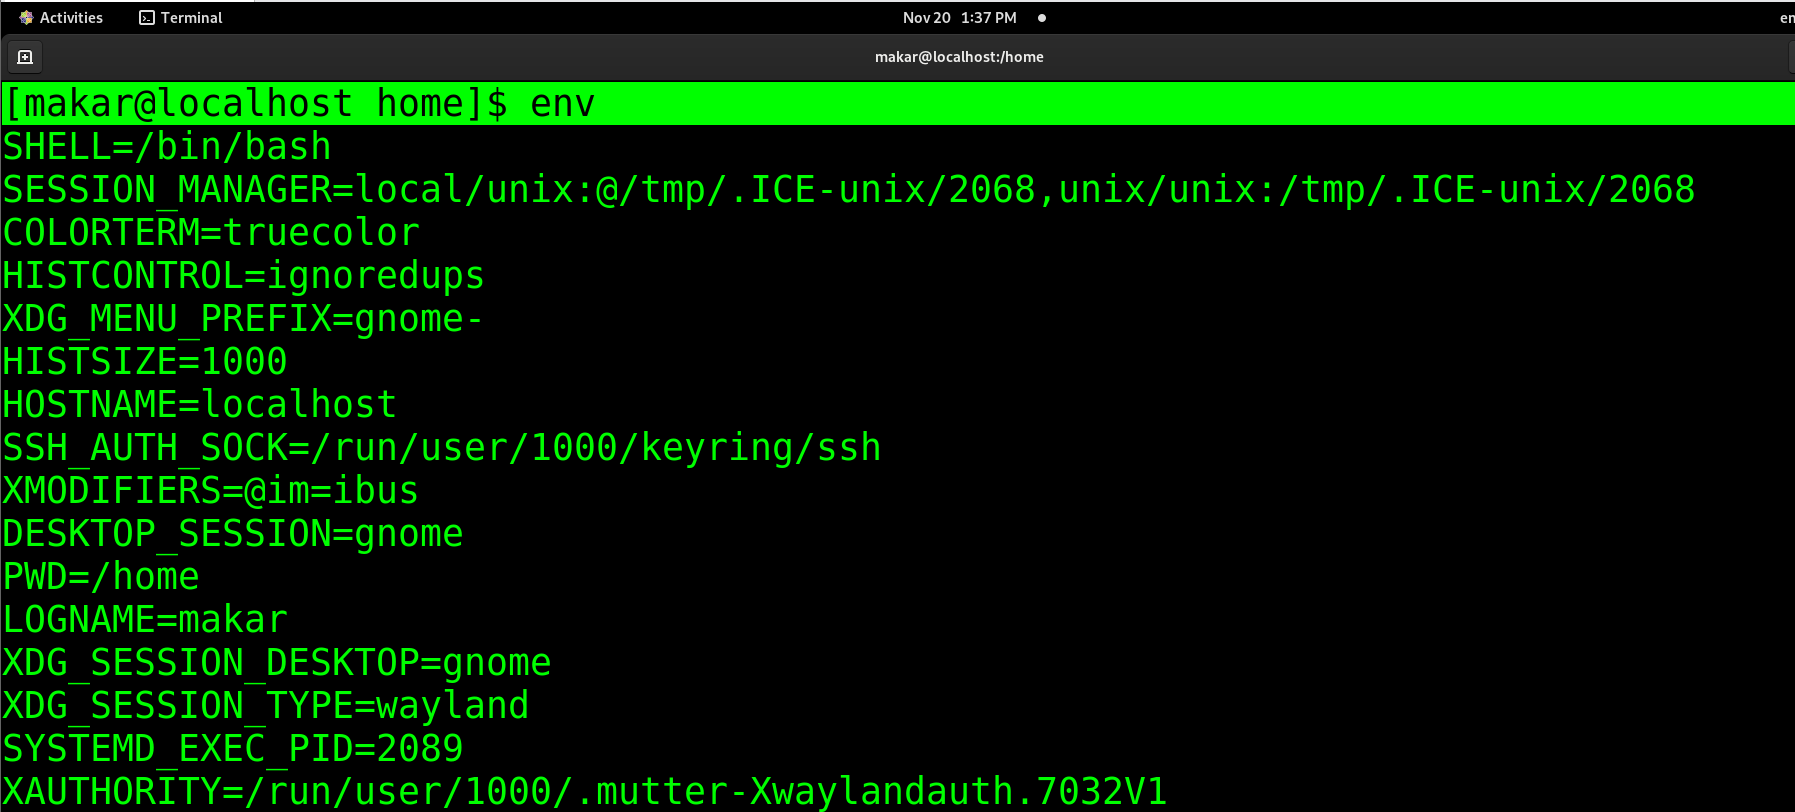 Activities Terminal Nov 20 1:37 PM en
makar@localhost:/home
[makar@localhost home]$ env
SHELL=/bin/bash
SESSION_MANAGER=local/unix:@/tmp/.ICE-unix/2068,unix/unix:/tmp/.ICE-unix/2068
COLORTERM=truecolor
HISTCONTROL=ignoredups
XDG_MENU_PREFIX=gnome-
HISTSIZE=1000
HOSTNAME=localhost
SSH_AUTH_SOCK=/run/user/1000/keyring/ssh
XMODIFIERS=@im=ibus
DESKTOP_SESSION=gnome
PWD=/home
LOGNAME=makar
XDG_SESSION_DESKTOP=gnome
XDG_SESSION_TYPE=wayland
SYSTEMD_EXEC_PID=2089
XAUTHORITY=/run/user/1000/.mutter-Xwaylandauth.7032V1